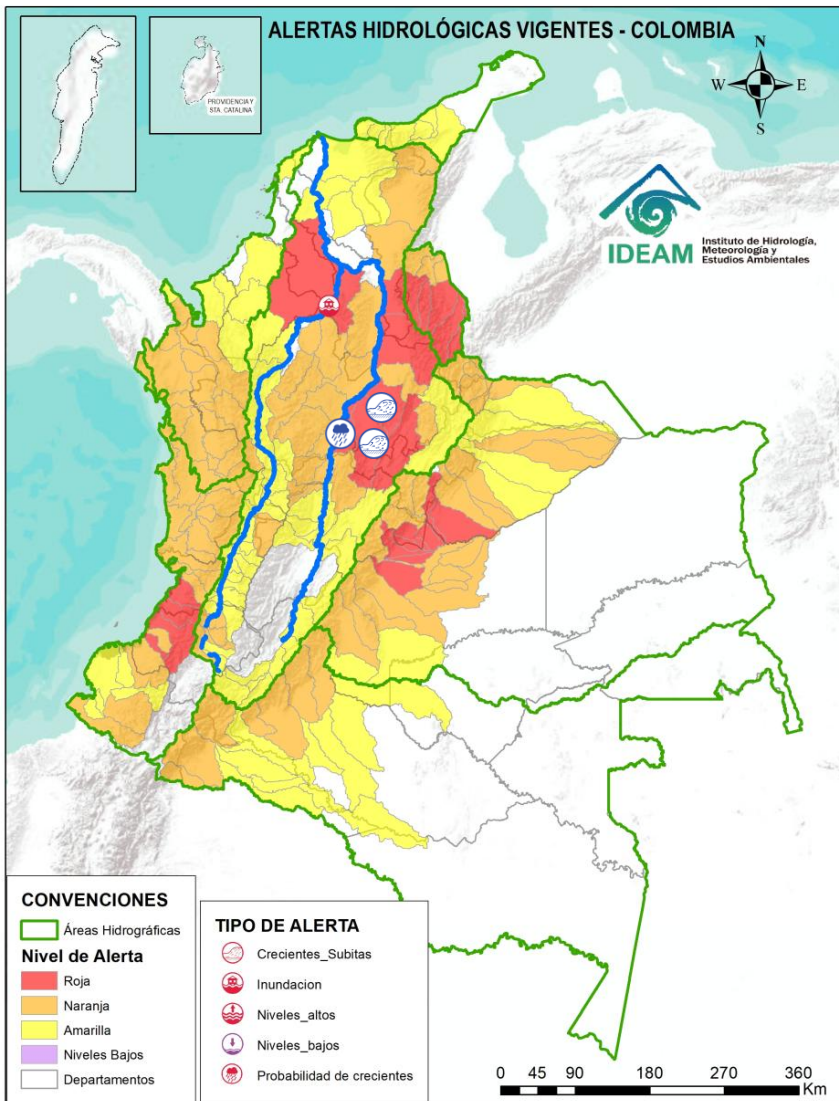 ALERTAS HIDROLÓGICAS VIGENTES - COLOMBIA
PROVIDENCIA Y
STA. CATALINA
N
W
E
S
IDEAM
Instituto de Hidrología,
Meteorología y
Estudios Ambientales
CONVENCIONES
Áreas Hidrográficas
Nivel de Alerta
Roja
Naranja
Amarilla
Niveles Bajos
Departamentos
TIPO DE ALERTA
Crecientes_Subitas
Inundacion
Niveles_altos
Niveles_bajos
Probabilidad de crecientes
0 45 90 180 270 360
Km